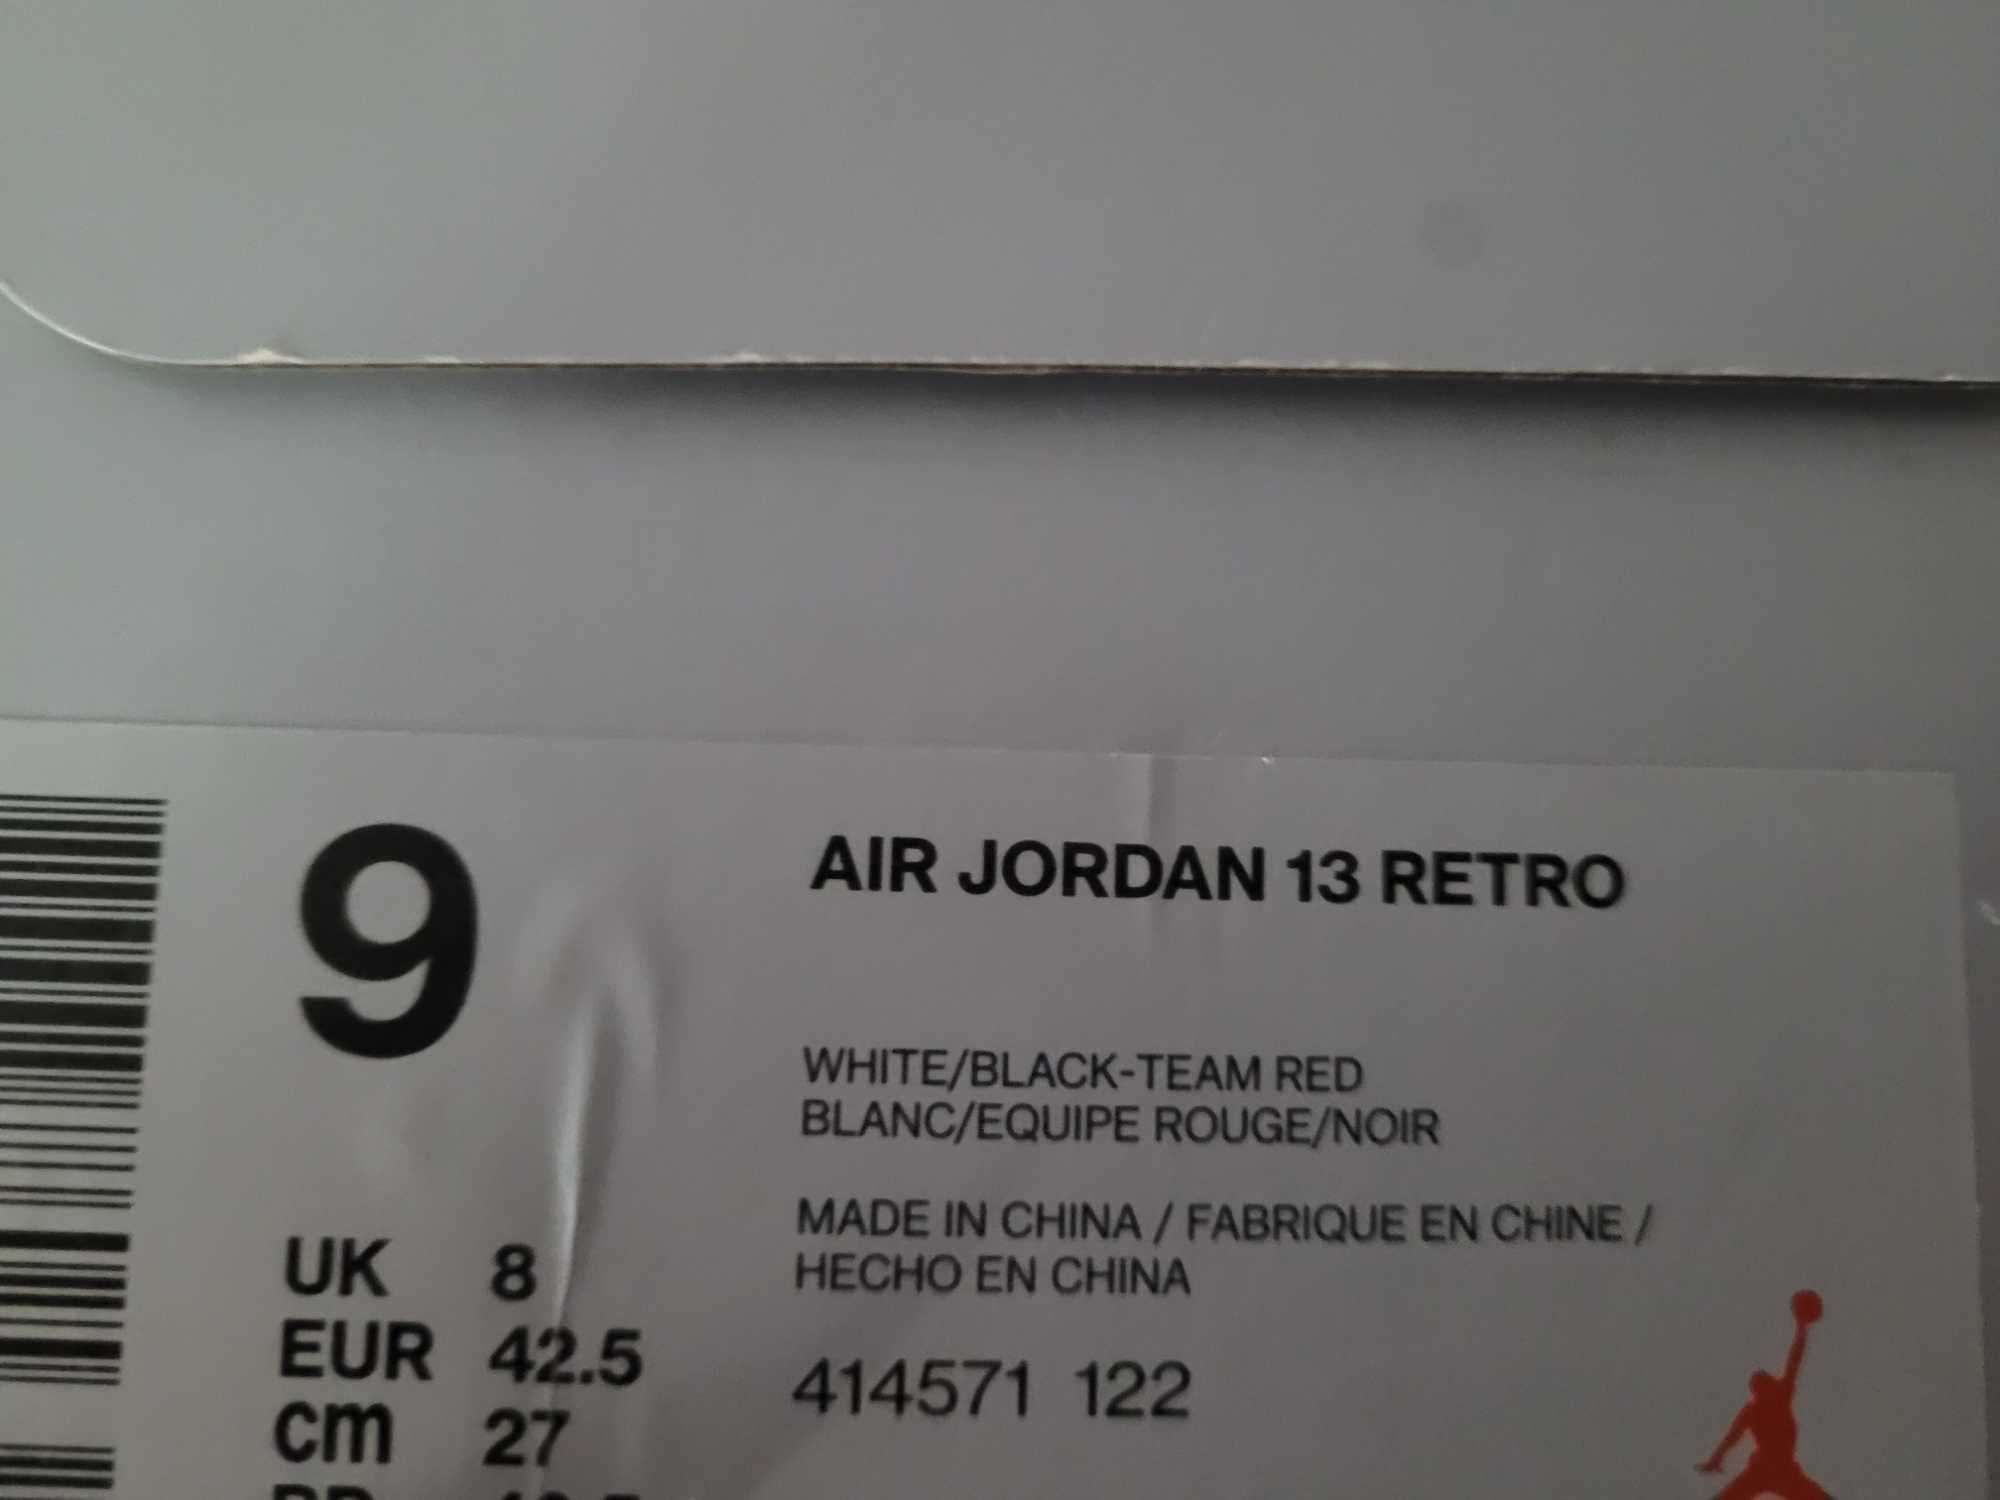 9
AIR JORDAN 13 RETRO
WHITE/BLACK-TEAM RED
BLANC/EQUIPE ROUGE/NOIR
MADE IN CHINA / FABRIQUE EN CHINE /
HECHO EN CHINA
UK 8
EUR 42.5
cm 27
414571 122